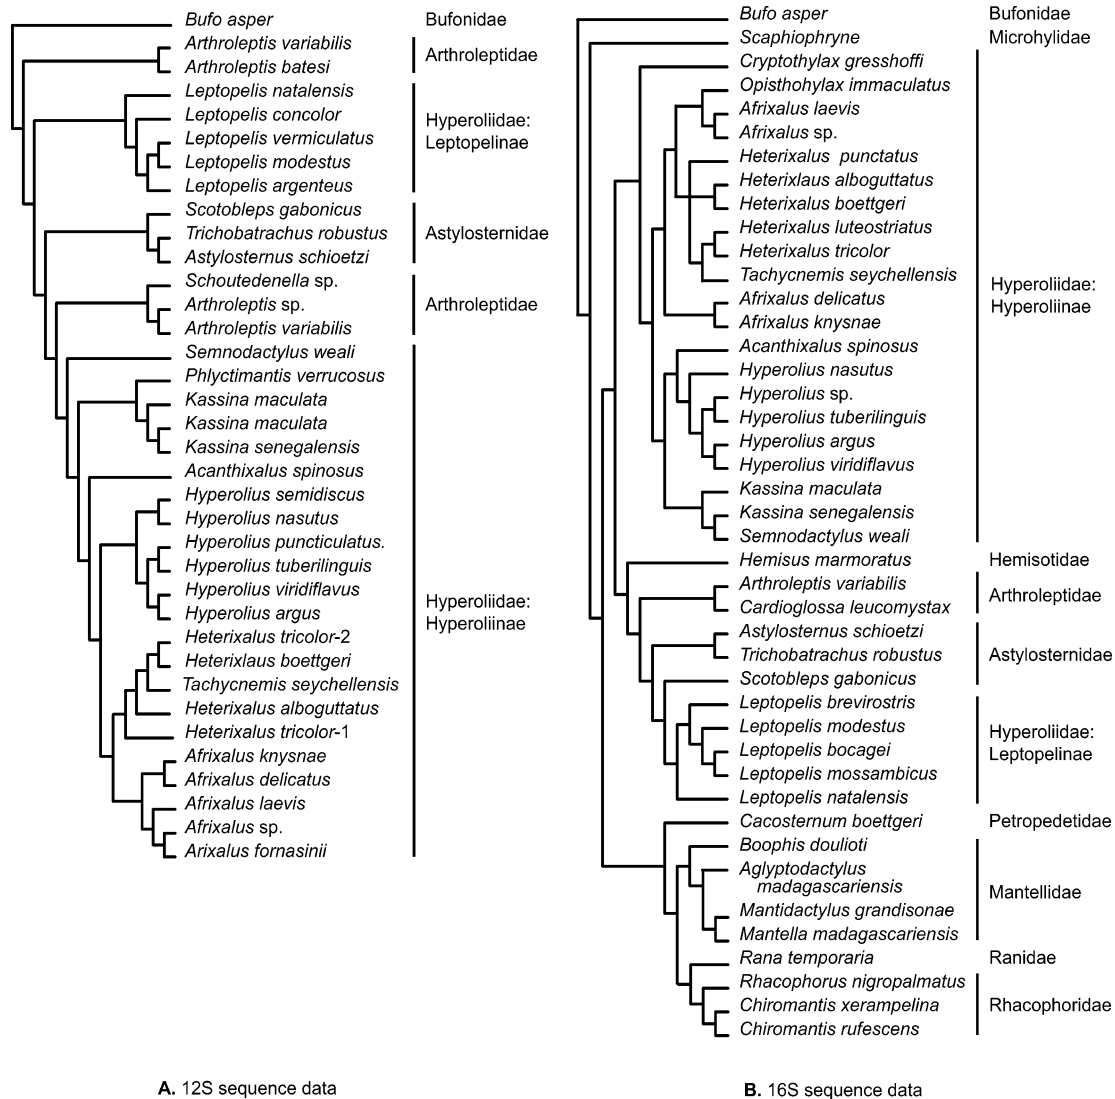 Bufo asper
Bufonidae
Arthroleptis variabilis
Arthroleptis batesi
Arthroleptidae
Leptopelis natalensis
Leptopelis concolor
Leptopelis vermiculatus
Leptopelis modestus
Leptopelis argenteus
Hyperoliidae:
Leptopelinae
Scotobleps gabonicus
Trichobatrachus robustus
Astylosternus schioetzi
Astylosternidae
Schoutedenella sp.
Arthroleptis sp.
Arthroleptis variabilis
Arthroleptidae
Semnodactylus weali
Phlyctimantis verrucosus
Kassina maculata
Kassina maculata
Kassina senegalensis
Acanthixalus spinosus
Hyperolius semidiscus
Hyperolius nasutus
Hyperolius puncticulatus.
Hyperolius tuberilinguis
Hyperolius viridiflavus
Hyperolius argus
Heterixalus tricolor-2
Heterixlaus boettgeri
Tachycnemis seychellensis
Heterixalus alboguttatus
Heterixalus tricolor-1
Afrixalus knysnae
Afrixalus delicatus
Afrixalus laevis
Afrixalus sp.
Arixalus fornasinii
Hyperoliidae:
Hyperoliinae
A. 12S sequence data
Bufo asper
Bufonidae
Scaphiophryne
Microhylidae
Cryptothylax gresshoffi
Opisthohylax immaculatus
Afrixalus laevis
Afrixalus sp.
Heterixalus punctatus
Heterixlaus alboguttatus
Heterixalus boettgeri
Heterixalus luteostriatus
Heterixalus tricolor
Tachycnemis seychellensis
Afrixalus delicatus
Afrixalus knysnae
Acanthixalus spinosus
Hyperolius nasutus
Hyperolius sp.
Hyperolius tuberilinguis
Hyperolius argus
Hyperolius viridiflavus
Kassina maculata
Kassina senegalensis
Semnodactylus weali
Hyperoliidae:
Hyperoliinae
Hemisus marmoratus
Hemisotidae
Arthroleptis variabilis
Cardioglossa leucomystax
Arthroleptidae
Astylosternus schioetzi
Trichobatrachus robustus
Scotobleps gabonicus
Astylosternidae
Leptopelis brevirostris
Leptopelis modestus
Leptopelis bocagei
Leptopelis mossambicus
Leptopelis natalensis
Hyperoliidae:
Leptopelinae
Cacosternum boettgeri
Petropedetidae
Boophis doulioti
Aglyptodactylus
madagascariensis
Mantidactylus grandisonae
Mantella madagascariensis
Mantellidae
Rana temporaria
Ranidae
Rhacophorus nigropalmatus
Chiromantis xerampelina
Chiromantis rufescens
Rhacophoridae
B. 16S sequence data